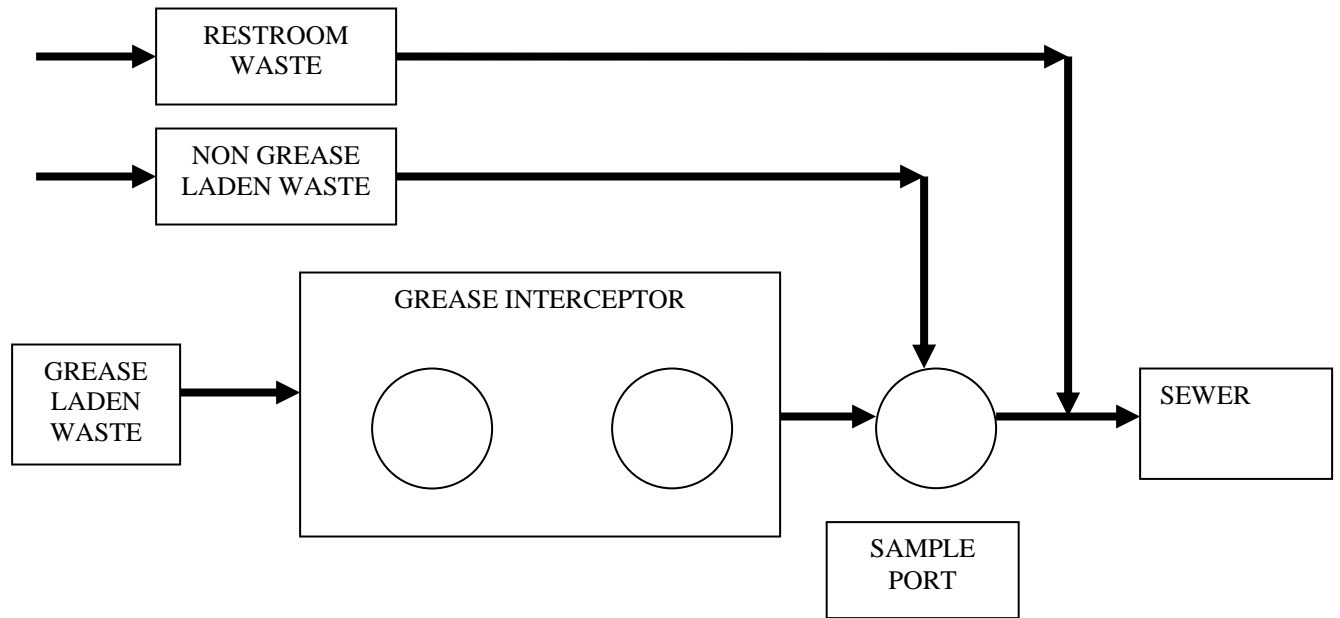 RESTROOM
WASTE
NON GREASE
LADEN WASTE
GREASE INTERCEPTOR
GREASE
LADEN
WASTE
SEWER
SAMPLE
PORT